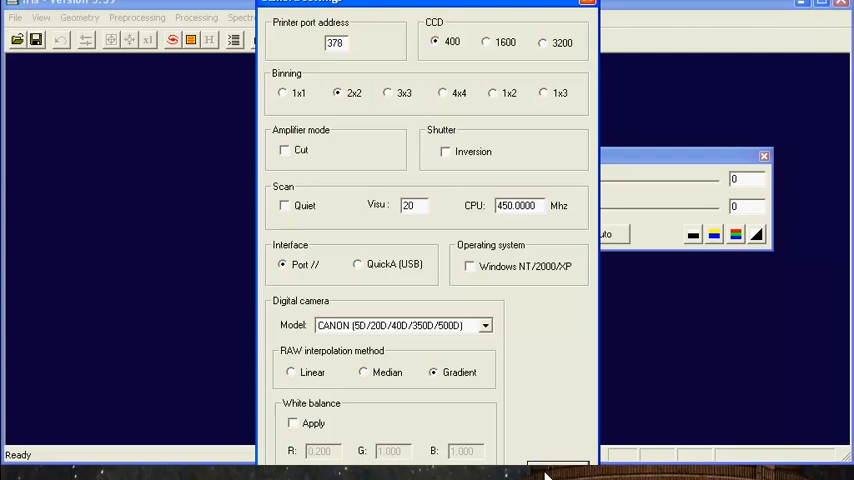 File View Geometry Preprocessing Processing
Printer port address
378
CCD
400 1600 3200
Binning
1x1 2x2 3x3 4x4 1x2 1x3
Amplifier mode
Cut
Shutter
Inversion
0
Scan
Quiet Visu : 20 CPU: 450.0000 Mhz
0
Interface
Port // QuickA (USB)
Operating system
Windows NT/2000/XP
Digital camera
Model: CANON (5D/20D/40D/350D/500D)
RAW interpolation method
Linear Median Gradient
White balance
Apply
R: 0.200 G: 1.000 B: 1.000
Ready